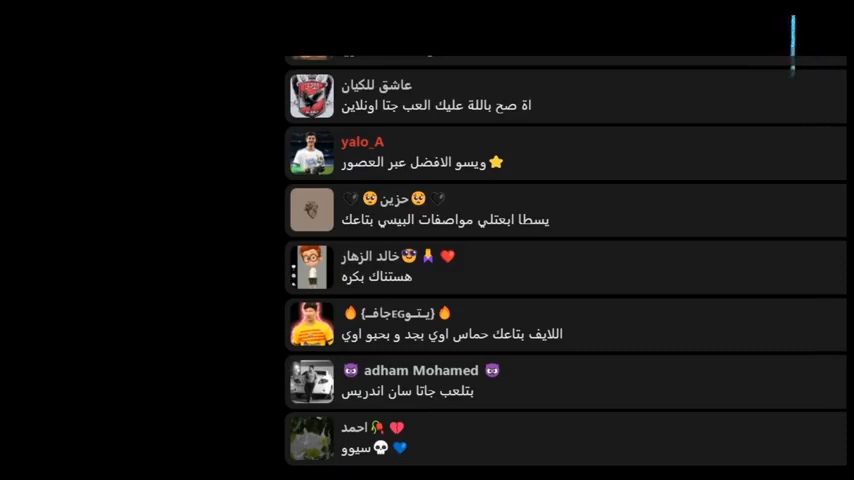 عاشق للكيان
اة صح باللة عليك العب جتا اونلاين
yalo_A
⭐ ويسو الافضل عبر العصور
🖤🥺حزين🥺🖤
يسطا ابعتلي مواصفات البيسي بتاعك
خالد الزهار😎🤱❤️
هستناك بكره
🔥{يـتـوEGجافـ}🔥
اللايف بتاعك حماس اوي بجد و بحبو اوي
😈 adham Mohamed 😈
بتلعب جاتا سان اندريس
احمد🥀💔
سيوو💀💙